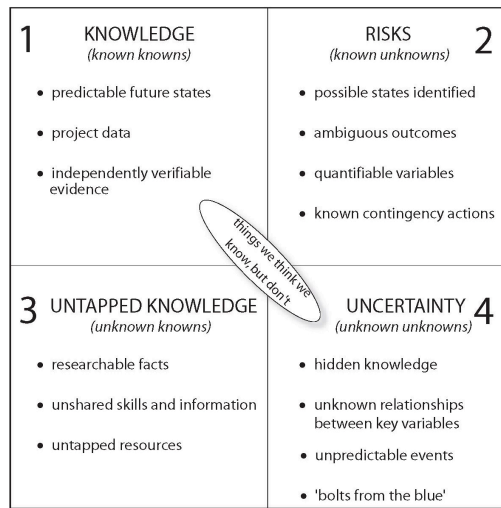 1
KNOWLEDGE
(known knowns)
• predictable future states
• project data
• independently verifiable
evidence
RISKS
(known unknowns)
2
• possible states identified
• ambiguous outcomes
• quantifiable variables
• known contingency actions
things we think we
know, but don't
3
UNTAPPED KNOWLEDGE
(unknown knowns)
• researchable facts
• unshared skills and information
• untapped resources
UNCERTAINTY
(unknown unknowns)
4
• hidden knowledge
• unknown relationships
between key variables
• unpredictable events
• 'bolts from the blue'